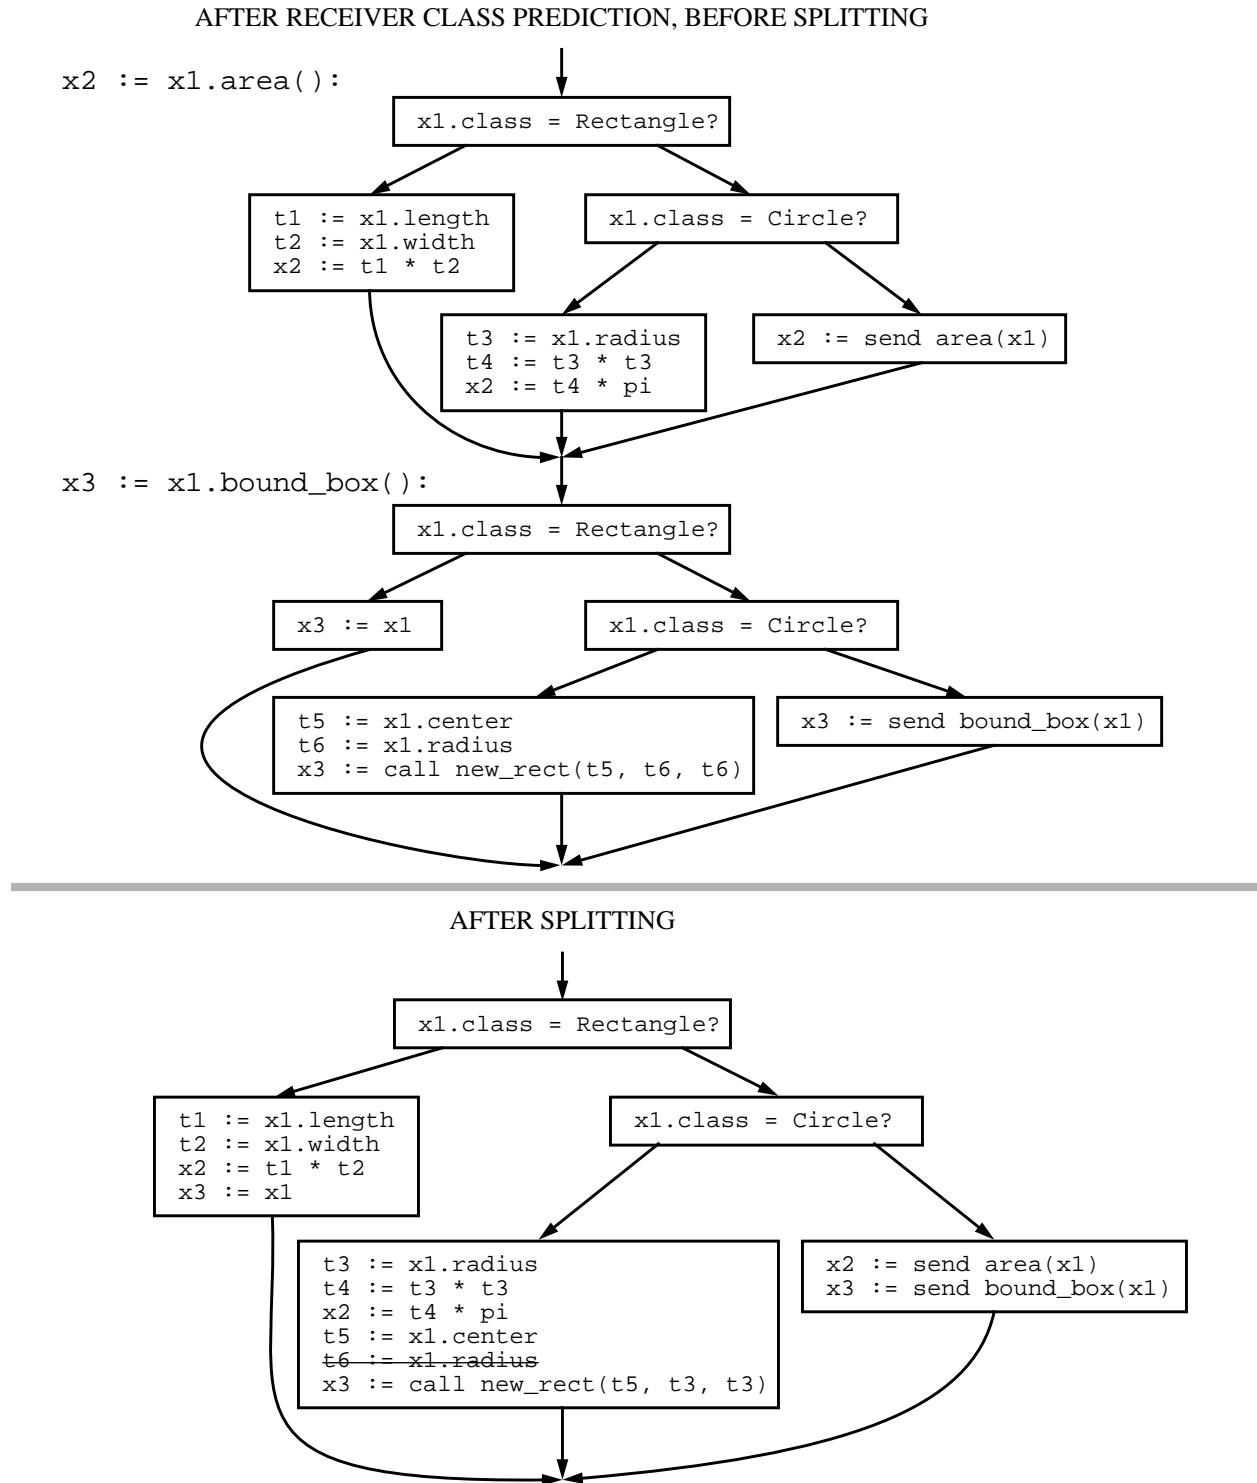 AFTER RECEIVER CLASS PREDICTION, BEFORE SPLITTING
x2 := x1.area():
x1.class = Rectangle?
t1 := x1.length
t2 := x1.width
x2 := t1 * t2
x1.class = Circle?
t3 := x1.radius
t4 := t3 * t3
x2 := t4 * pi
x2 := send area(x1)
x3 := x1.bound_box():
x1.class = Rectangle?
x3 := x1
x1.class = Circle?
t5 := x1.center
t6 := x1.radius
x3 := call new_rect(t5, t6, t6)
x3 := send bound_box(x1)
AFTER SPLITTING
x1.class = Rectangle?
t1 := x1.length
t2 := x1.width
x2 := t1 * t2
x3 := x1
x1.class = Circle?
t3 := x1.radius
t4 := t3 * t3
x2 := t4 * pi
t5 := x1.center
t6 := x1.radius
x3 := call new_rect(t5, t3, t3)
x2 := send area(x1)
x3 := send bound_box(x1)